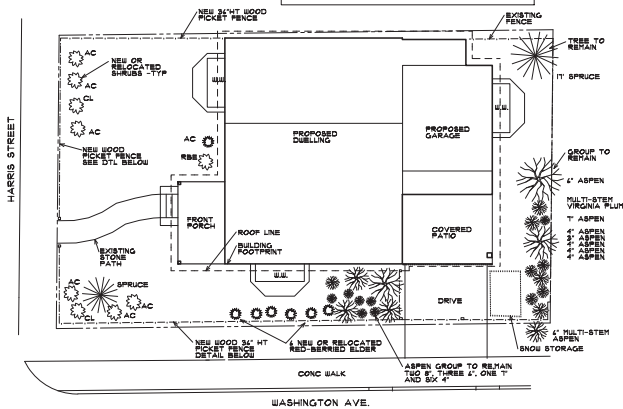 NEW 36"HT WOOD
PICKET FENCE
EXISTING
FENCE
TREE TO
REMAIN
17' SPRUCE
AC
NEW OR
RELOCATED
SHRUBS -TYP
AC
CL
AC
NEW WOOD
PICKET FENCE
SEE DTL BELOW
HARRIS STREET
W.W.
W.W.
PROPOSED
DWELLING
PROPOSED
GARAGE
AC
RBE
GROUP TO
REMAIN
6" ASPEN
MULTI-STEM
VIRGINIA PLUM
7" ASPEN
4" ASPEN
3" ASPEN
4" ASPEN
4" ASPEN
4" ASPEN
FRONT
PORCH
COVERED
PATIO
ROOF LINE
BUILDING
FOOTPRINT
EXISTING
STONE
PATH
W.W.
AC
SPRUCE
AC
CL
AC
DRIVE
6" MULTI-STEM
ASPEN
SNOW STORAGE
NEW WOOD 36" HT
PICKET FENCE
DETAIL BELOW
6 NEW OR RELOCATED
RED-BERRIED ELDER
ASPEN GROUP TO REMAIN
TWO 8", THREE 6", ONE 7"
AND SIX 4"
CONC WALK
WASHINGTON AVE.